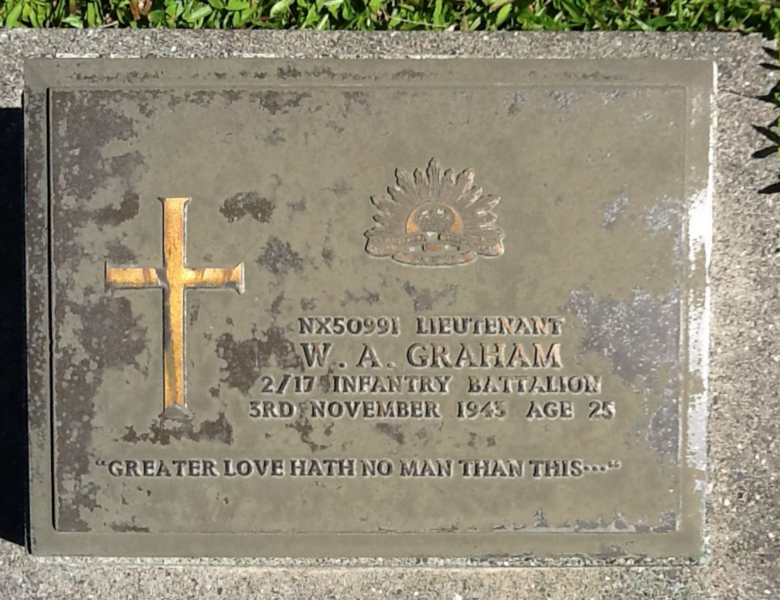 NX50991 LIEUTENANT
W. A. GRAHAM
2/17 INFANTRY BATTALION
3RD NOVEMBER 1943 AGE 25
"GREATER LOVE HATH NO MAN THAN THIS..."